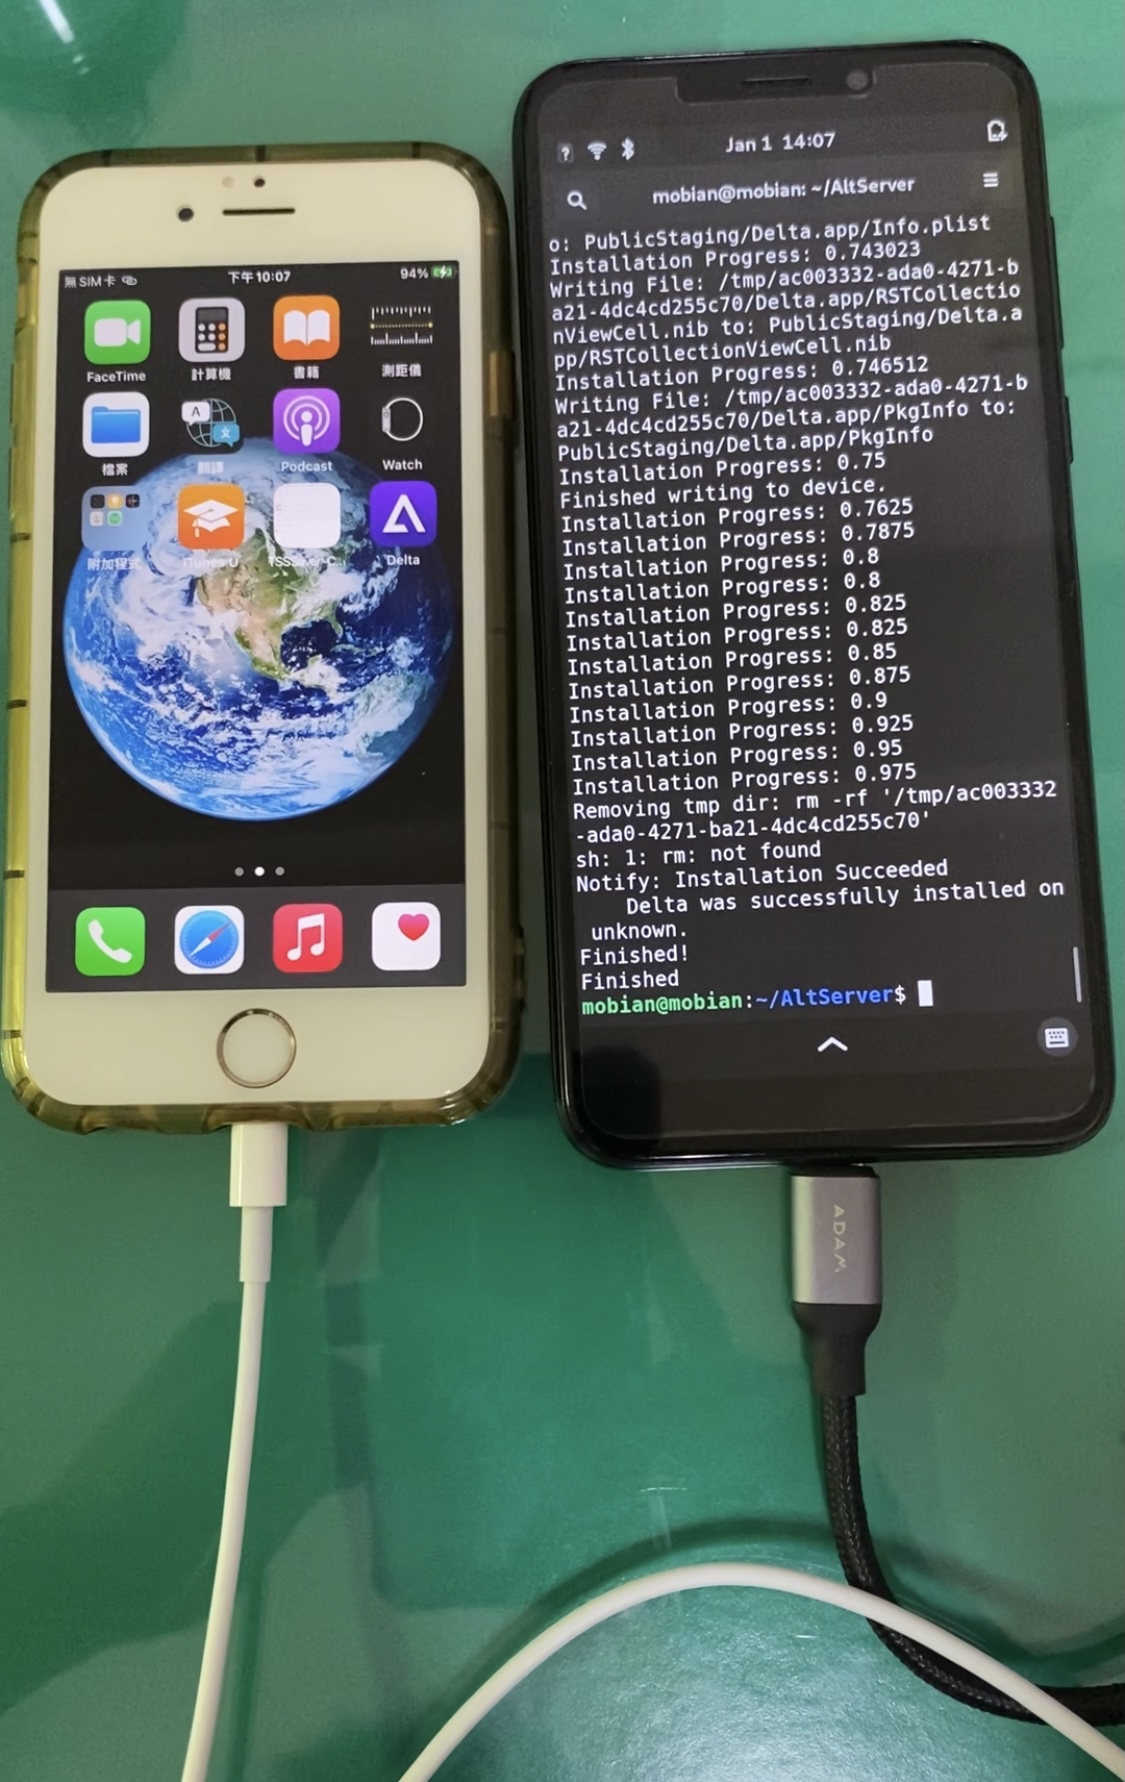 無 SIM 卡
下午10:07
94%
FaceTime
計算機
書籍
測距儀
檔案
翻譯
Podcast
Watch
附加程式
iTunes U
TSSSaver-C...
Delta
Jan 1 14:07
mobian@mobian: ~/AltServer
o: PublicStaging/Delta.app/Info.plist
Installation Progress: 0.743023
Writing File: /tmp/ac003332-ada0-4271-b
a21-4dc4cd255c70/Delta.app/RSTCollectio
nViewCell.nib to: PublicStaging/Delta.a
pp/RSTCollectionViewCell.nib
Installation Progress: 0.746512
Writing File: /tmp/ac003332-ada0-4271-b
a21-4dc4cd255c70/Delta.app/PkgInfo to:
PublicStaging/Delta.app/PkgInfo
Installation Progress: 0.75
Finished writing to device.
Installation Progress: 0.7625
Installation Progress: 0.7875
Installation Progress: 0.8
Installation Progress: 0.8
Installation Progress: 0.825
Installation Progress: 0.825
Installation Progress: 0.85
Installation Progress: 0.875
Installation Progress: 0.9
Installation Progress: 0.925
Installation Progress: 0.95
Installation Progress: 0.975
Removing tmp dir: rm -rf '/tmp/ac003332
-ada0-4271-ba21-4dc4cd255c70'
sh: 1: rm: not found
Notify: Installation Succeeded
Delta was successfully installed on
unknown.
Finished!
Finished
mobian@mobian:~/AltServer$
ADAM